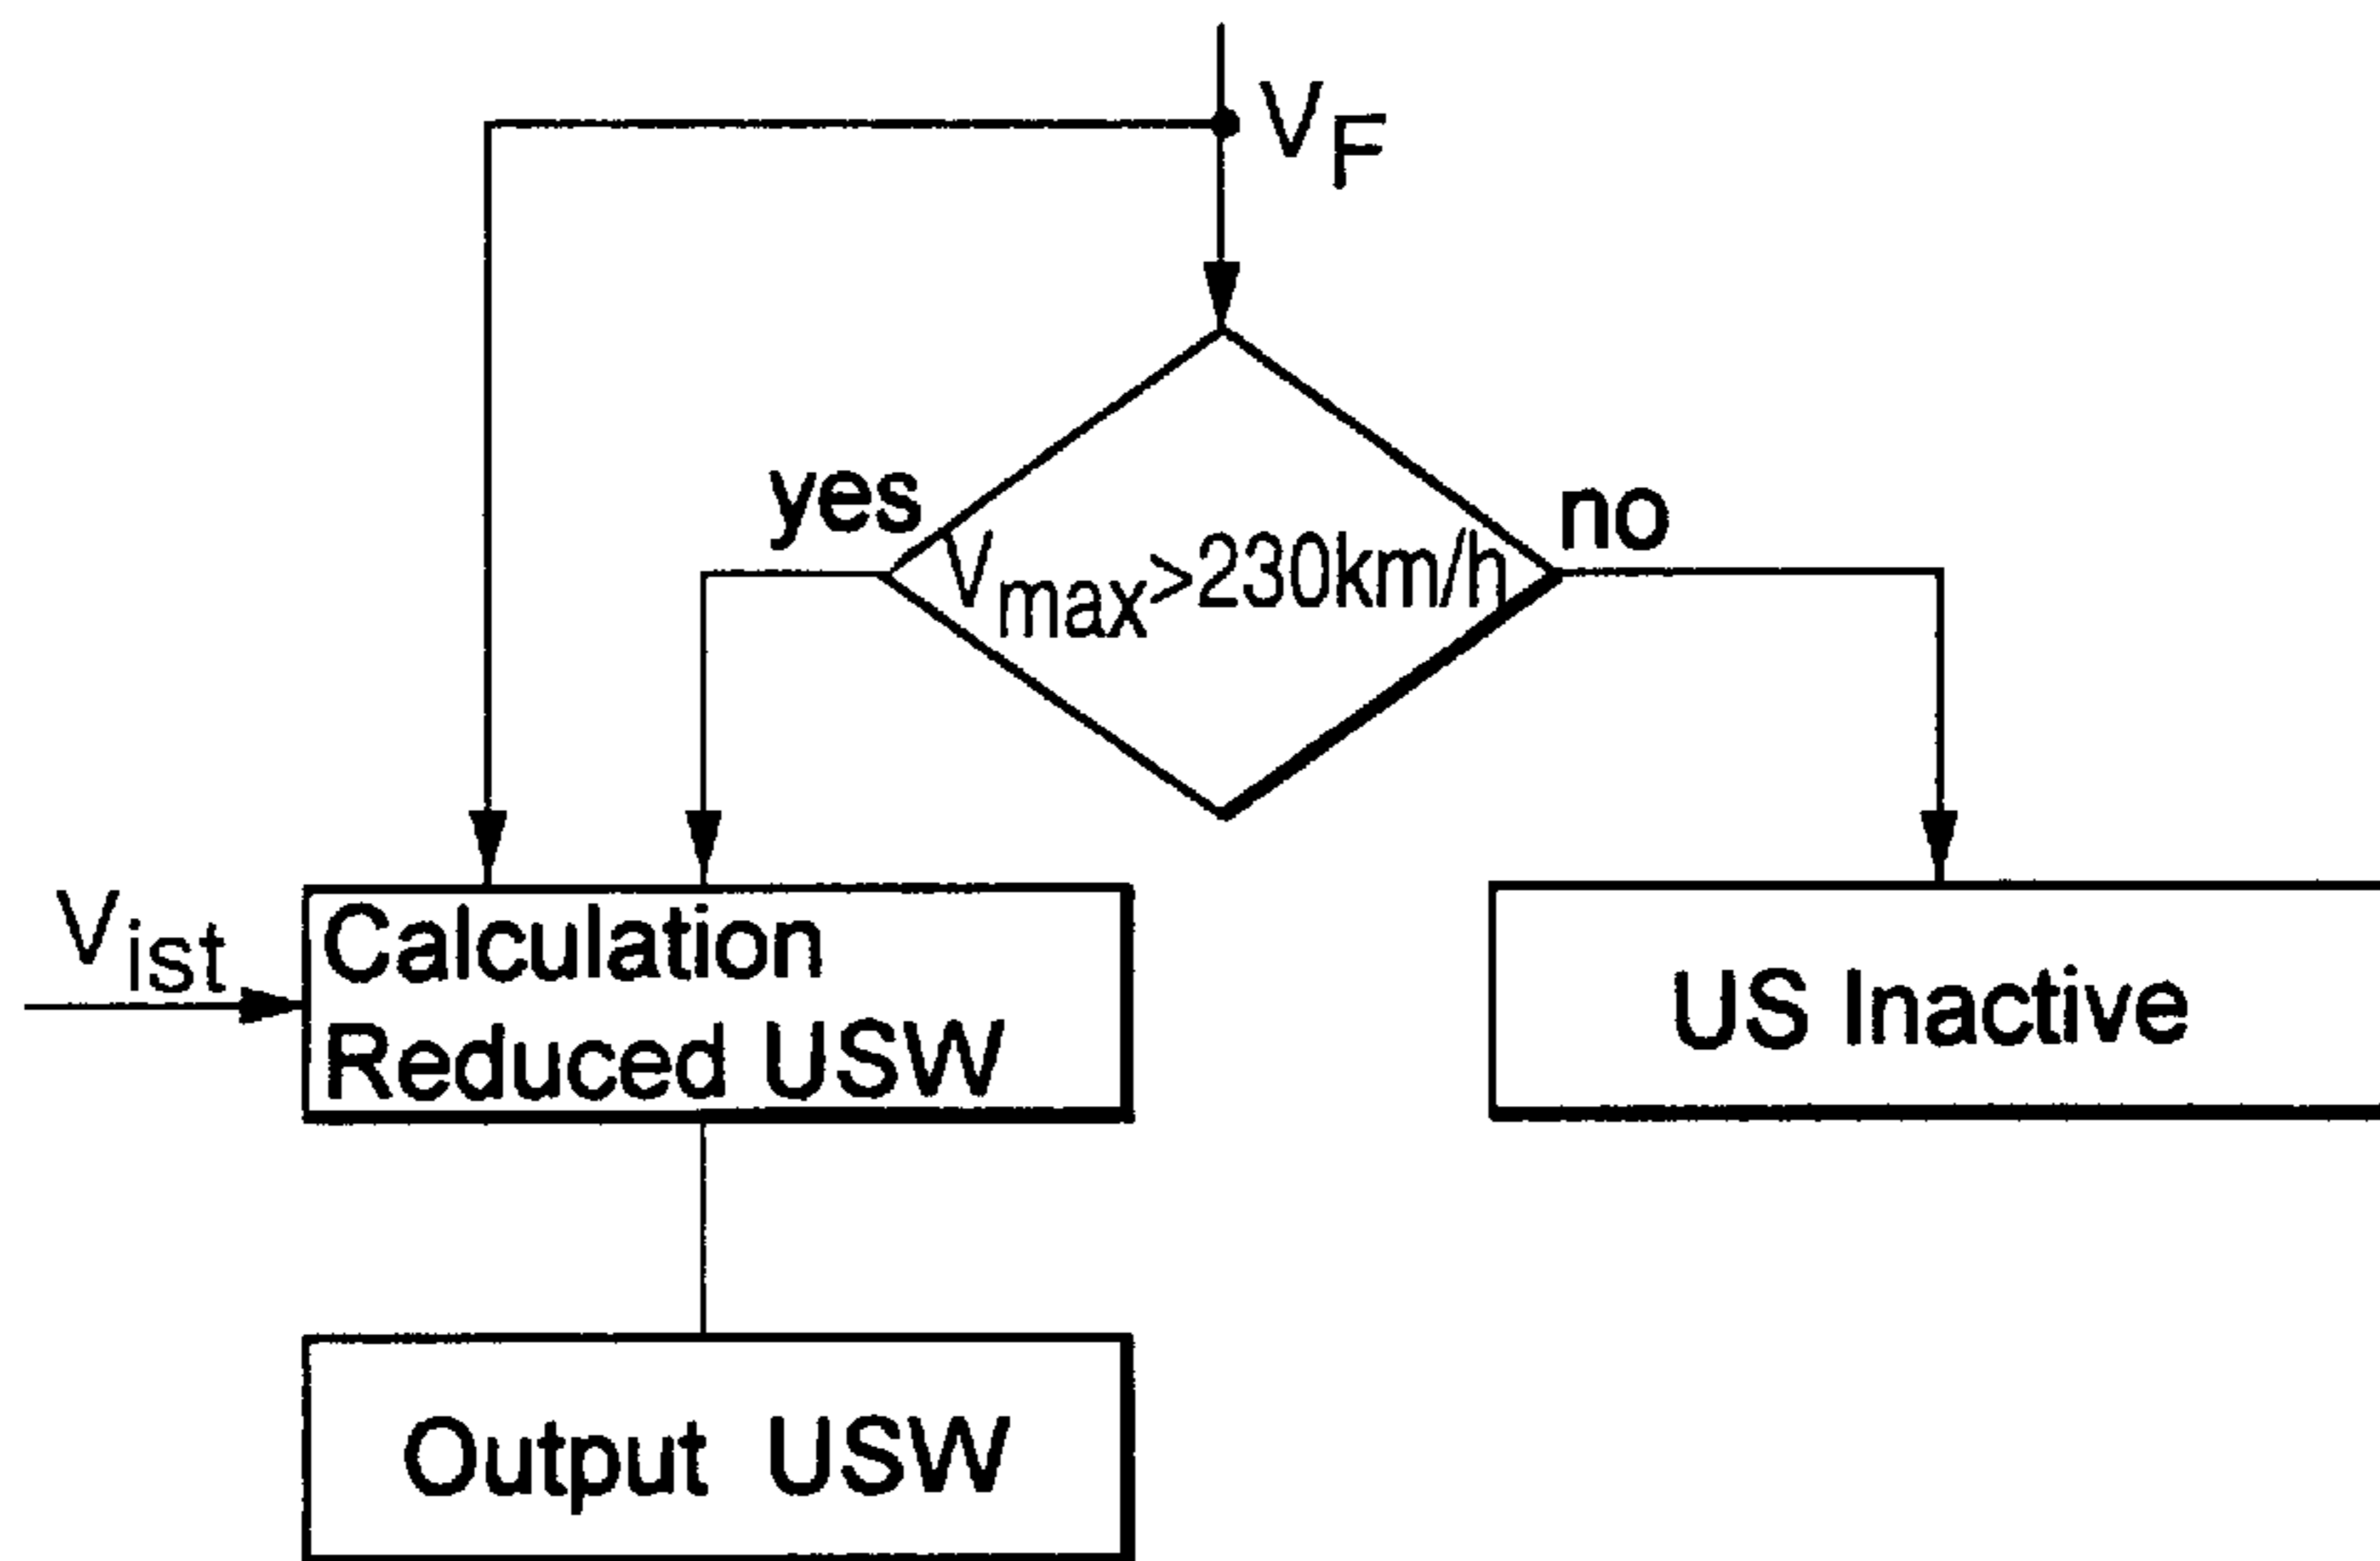 VF
yes
Vmax>230km/h
no
Vist
Calculation
Reduced USW
US Inactive
Output USW